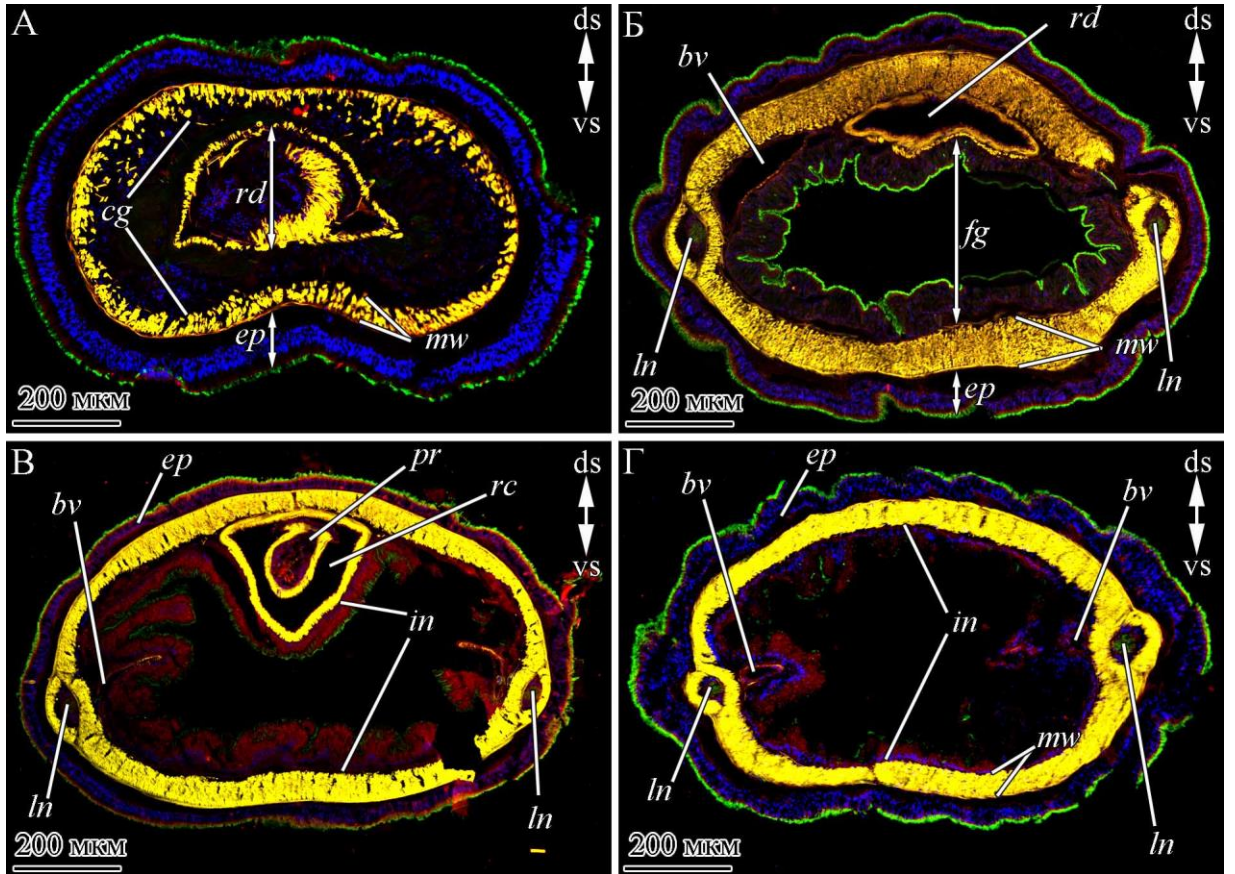 А
ds
vs
rd
cg
ep
mw
200 мкм
Б
ds
vs
rd
bv
fg
mw
ln
ln
ep
200 мкм
В
ds
vs
ep
pr
rc
bv
in
ln
ln
200 мкм
Г
ds
vs
ep
bv
bv
in
mw
ln
ln
200 мкм